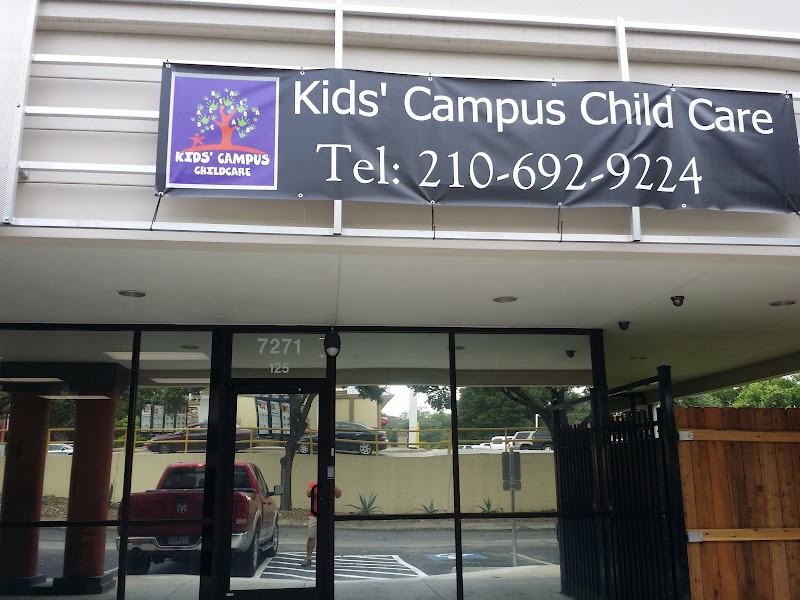 Kids' Campus Child Care
Tel: 210-692-9224
KIDS' CAMPUS
CHILDCARE
7271
125